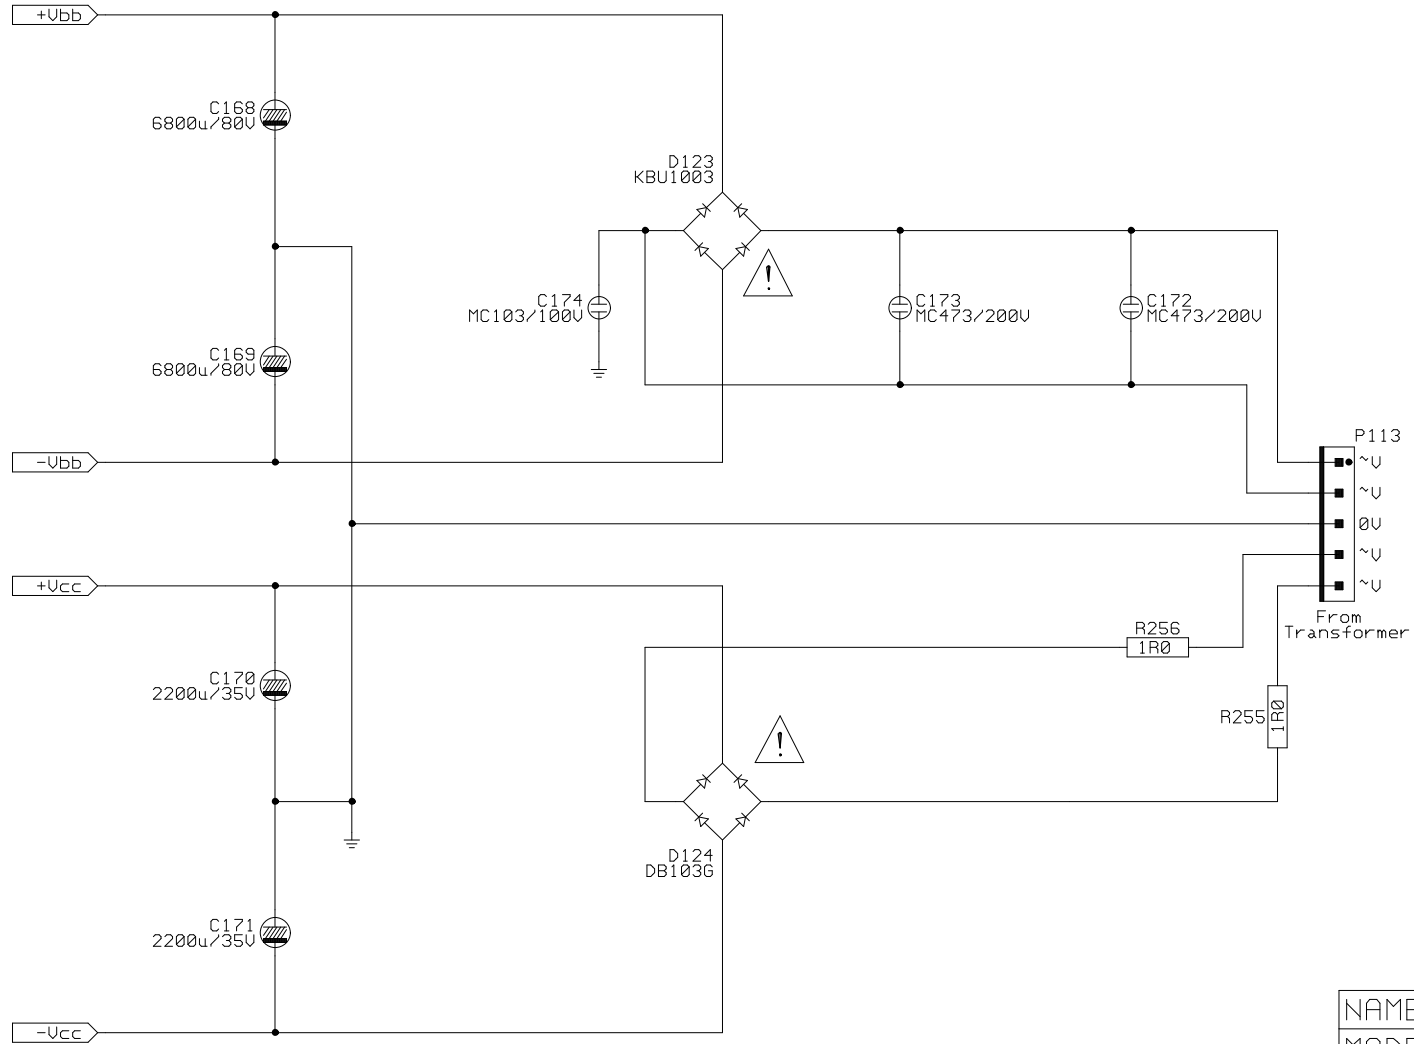 +Vbb
C168
6800u/80V
D123
KBU1003
C174
MC103/100V
!
C173
MC473/200V
C172
MC473/200V
C169
6800u/80V
-Vbb
P113
~V
~V
0V
~V
~V
From
Transformer
+Vcc
R256
1R0
C170
2200u/35V
R255
1R0
!
D124
DB103G
C171
2200u/35V
-Vcc
NAME